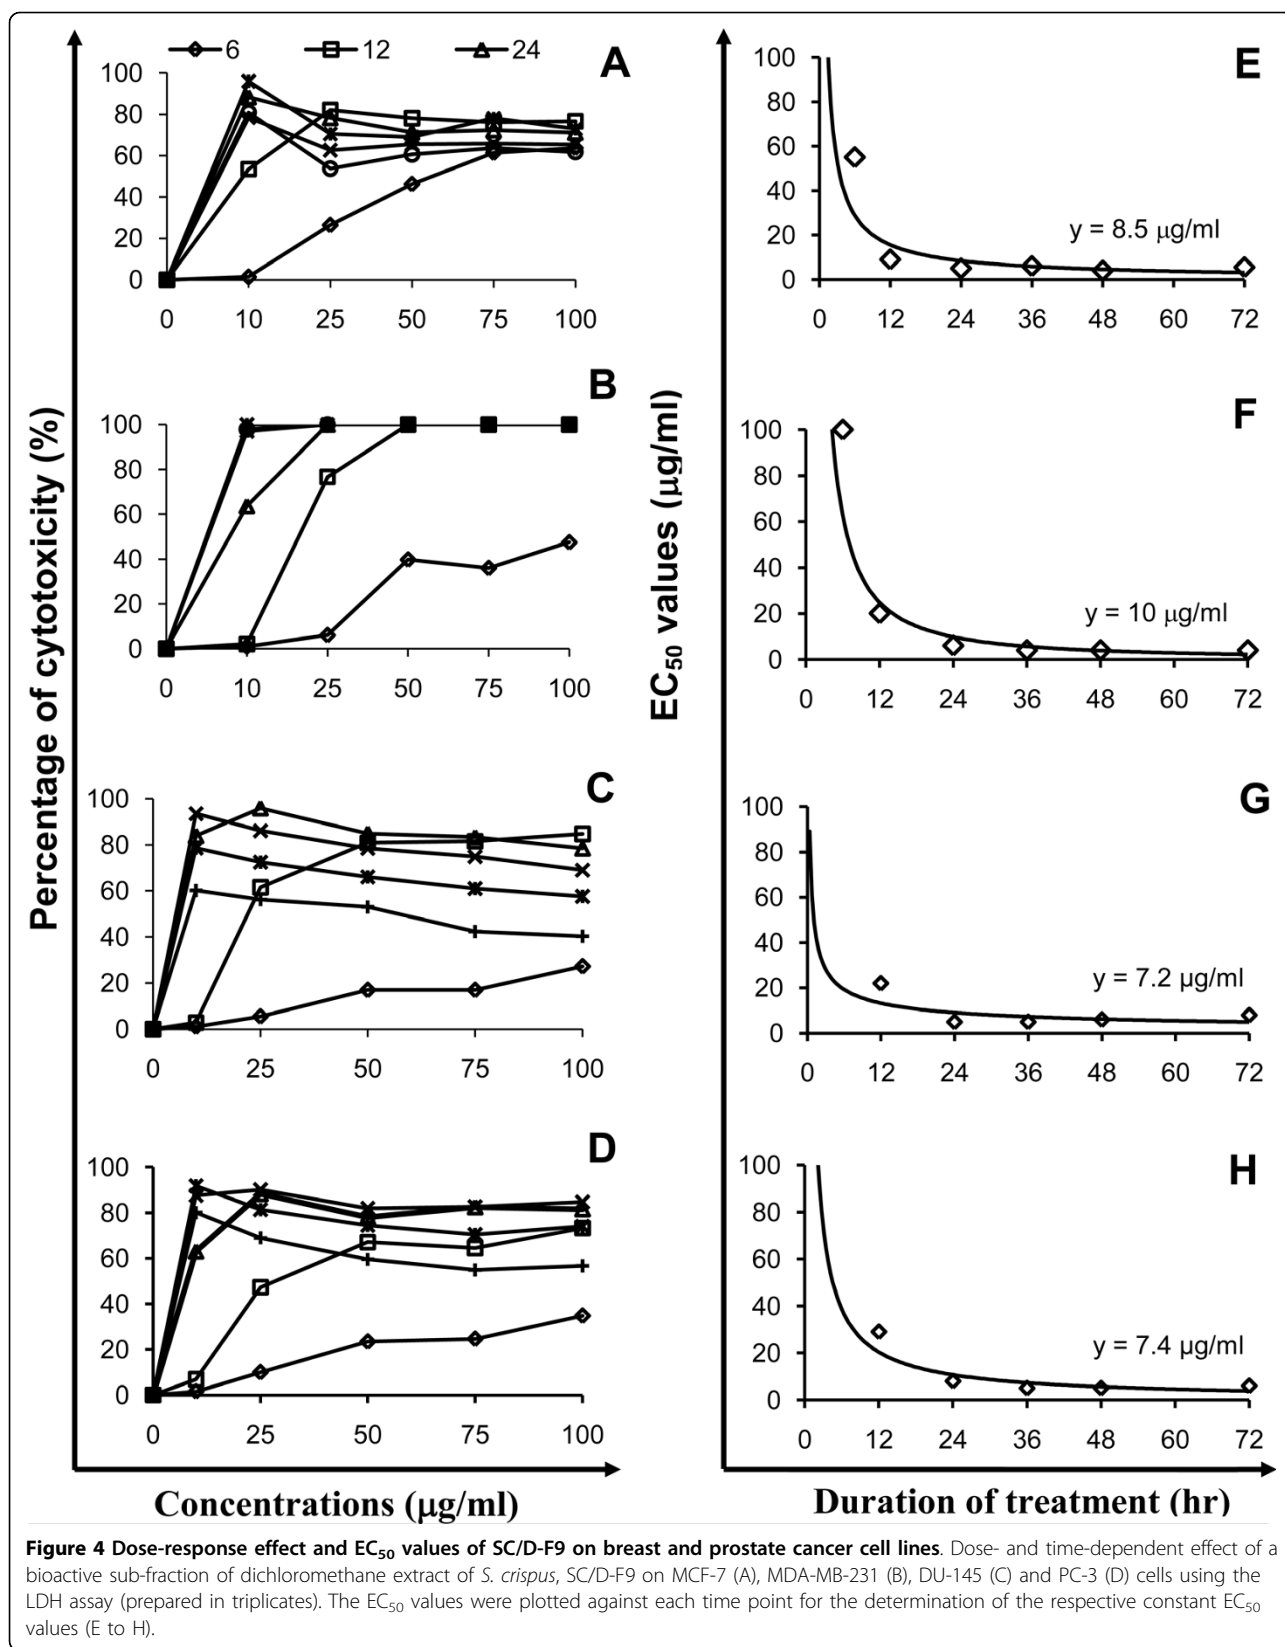 6 12 24
A
100
80
60
40
20
0
0 10 25 50 75 100
B
100
80
60
40
20
0
0 10 25 50 75 100
C
100
80
60
40
20
0
0 25 50 75 100
D
100
80
60
40
20
0
0 25 50 75 100
Percentage of cytotoxicity (%)
Concentrations (μg/ml)
E
100
80
60
40
20
0
y = 8.5 μg/ml
0 12 24 36 48 60 72
F
100
80
60
40
20
0
y = 10 μg/ml
0 12 24 36 48 60 72
G
100
80
60
40
20
0
y = 7.2 μg/ml
0 12 24 36 48 60 72
H
100
80
60
40
20
0
y = 7.4 μg/ml
0 12 24 36 48 60 72
EC50 values (μg/ml)
Duration of treatment (hr)
Figure 4 Dose-response effect and EC50 values of SC/D-F9 on breast and prostate cancer cell lines. Dose- and time-dependent effect of a
bioactive sub-fraction of dichloromethane extract of S. crispus, SC/D-F9 on MCF-7 (A), MDA-MB-231 (B), DU-145 (C) and PC-3 (D) cells using the
LDH assay (prepared in triplicates). The EC50 values were plotted against each time point for the determination of the respective constant EC50
values (E to H).